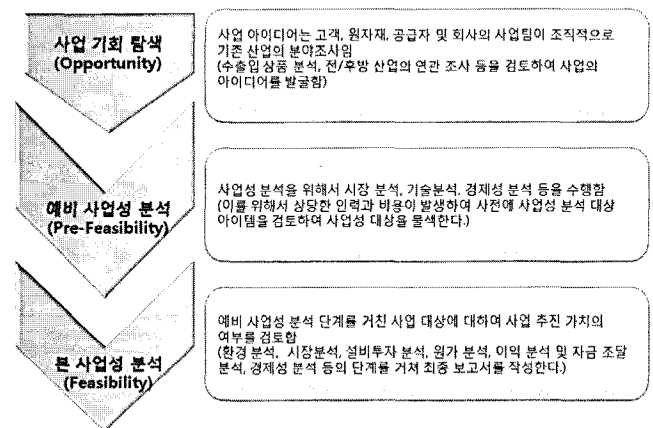 사업 기회 탐색
(Opportunity)
사업 아이디어는 고객, 원자재, 공급자 및 회사의 사업팀이 조직적으로
기존 산업의 분야조사임
(수출입 상품 분석, 전/후방 산업의 연관 조사 등을 검토하여 사업의
아이디어를 발굴함)
예비 사업성 분석
(Pre-Feasibility)
사업성 분석을 위해서 시장 분석, 기술분석, 경제성 분석 등을 수행함
(이를 위해서 상당한 인력과 비용이 발생하여 사전에 사업성 분석 대상
아이템을 검토하여 사업성 대상을 물색한다.)
본 사업성 분석
(Feasibility)
예비 사업성 분석 단계를 거친 사업 대상에 대하여 사업 추진 가치의
여부를 검토함
(환경 분석, 시장분석, 설비투자 분석, 원가 분석, 이익 분석 및 자금 조달
분석, 경제성 분석 등의 단계를 거쳐 최종 보고서를 작성한다.)